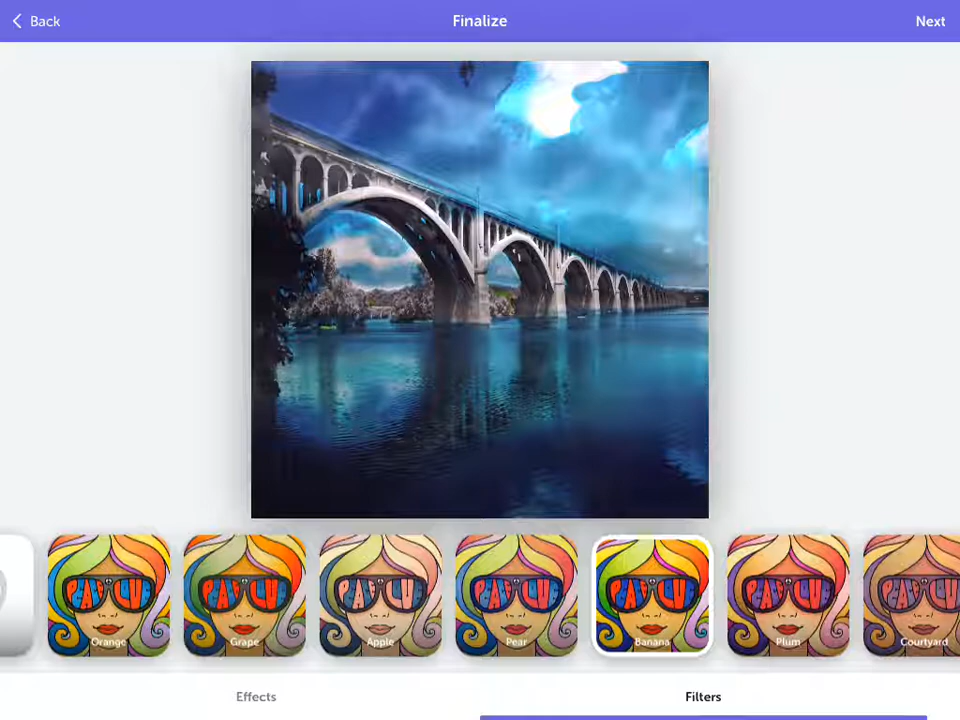 Back
Finalize
Next
Orange
Grape
Apple
Pear
Banana
Plum
Courtyard
Effects
Filters